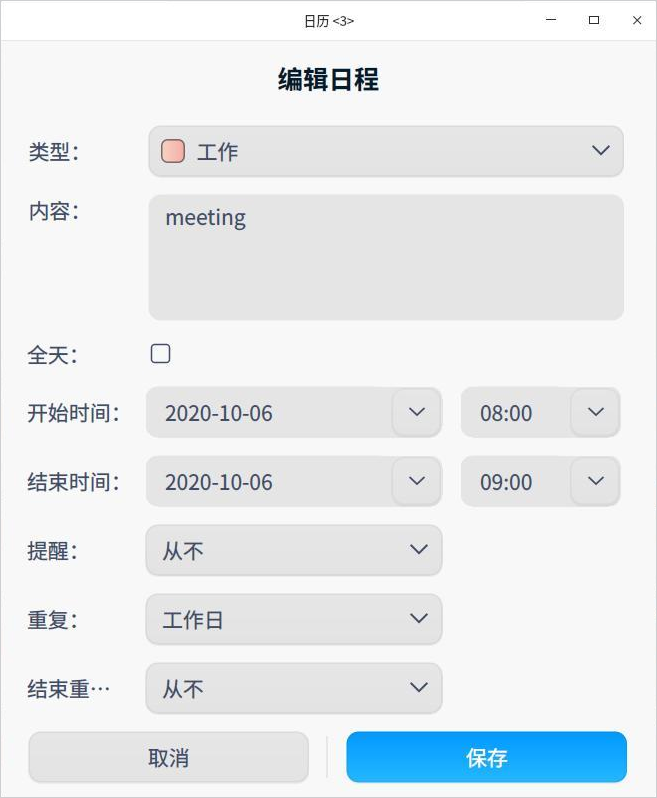 日历 <3>
编辑日程
类型：
工作
内容：
meeting
全天：
开始时间：
2020-10-06
08:00
结束时间：
2020-10-06
09:00
提醒：
从不
重复：
工作日
结束重…
从不
取消
保存